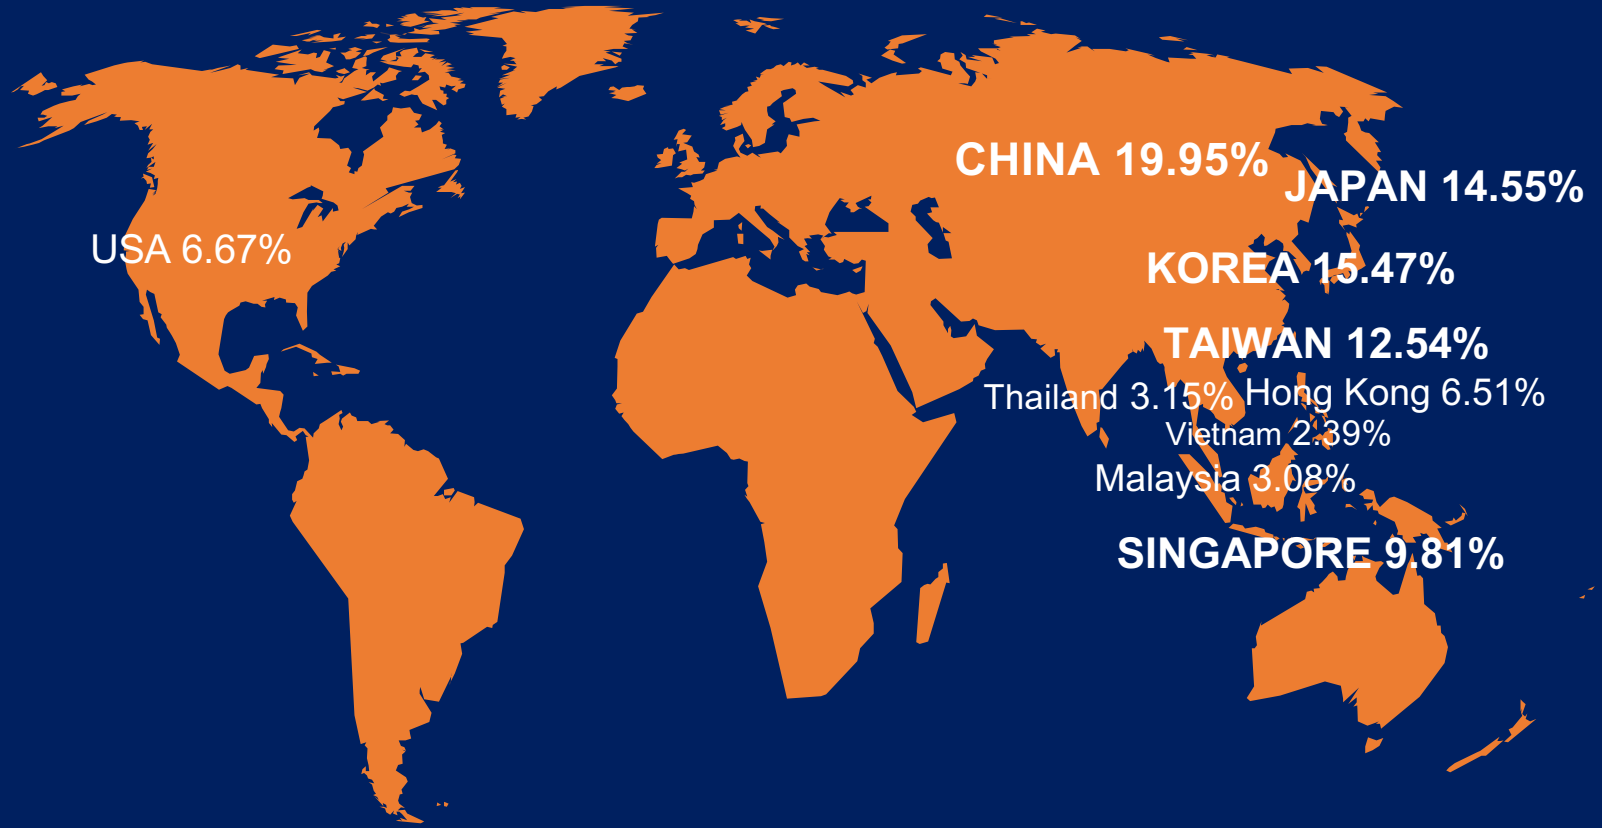 CHINA 19.95%
JAPAN 14.55%
USA 6.67%
KOREA 15.47%
TAIWAN 12.54%
Thailand 3.15%
Hong Kong 6.51%
Vietnam 2.39%
Malaysia 3.08%
SINGAPORE 9.81%